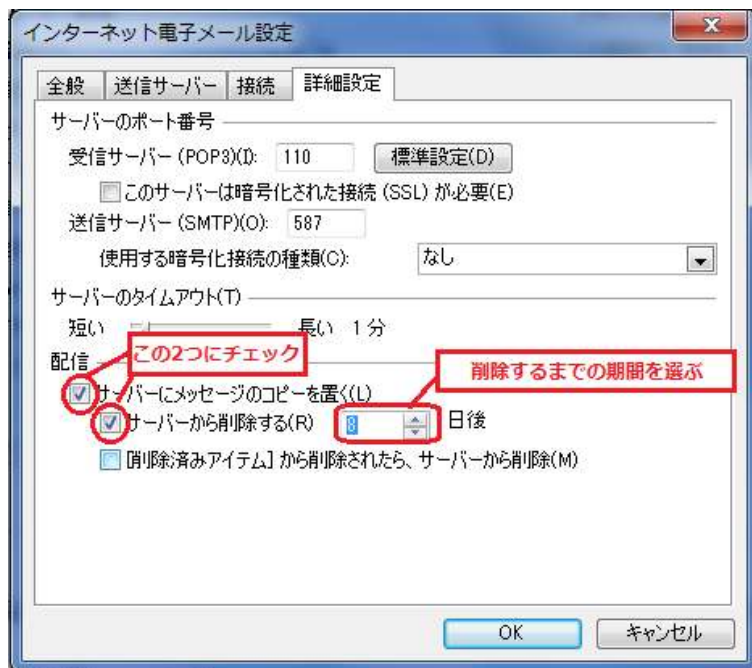 インターネット電子メール設定
全般 送信サーバー 接続 詳細設定
サーバーのポート番号
受信サーバー (POP3)(I): 110 標準設定(D)
このサーバーは暗号化された接続 (SSL) が必要(E)
送信サーバー (SMTP)(O): 587
使用する暗号化接続の種類(C): なし
サーバーのタイムアウト(T)
短い 長い 1 分
配信
この2つにチェック
削除するまでの期間を選ぶ
サーバーにメッセージのコピーを置く(L)
サーバーから削除する(R) 8 日後
[削除済みアイテム] から削除されたら、サーバーから削除(M)
OK キャンセル